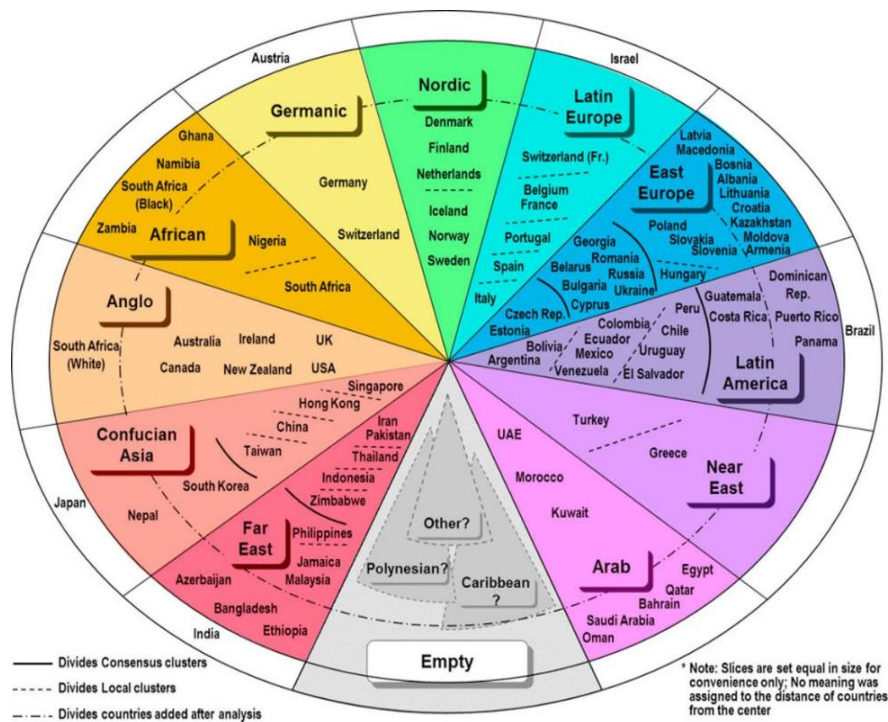 Austria
Israel
Brazil
Japan
India
Nordic
Denmark
Finland
Netherlands
Iceland
Norway
Sweden
Latin
Europe
Switzerland (Fr.)
Belgium
France
Portugal
Spain
Italy
East
Europe
Latvia
Macedonia
Bosnia
Albania
Lithuania
Croatia
Kazakhstan
Moldova
Armenia
Poland
Slovakia
Slovenia
Hungary
Georgia
Romania
Russia
Ukraine
Belarus
Bulgaria
Cyprus
Czech Rep.
Estonia
Latin
America
Dominican
Rep.
Puerto Rico
Panama
Guatemala
Costa Rica
Peru
Chile
Uruguay
El Salvador
Colombia
Ecuador
Mexico
Venezuela
Bolivia
Argentina
Near
East
Turkey
Greece
Arab
UAE
Morocco
Kuwait
Egypt
Qatar
Bahrain
Saudi Arabia
Oman
Empty
Other?
Polynesian?
Caribbean
?
Far
East
Iran
Pakistan
Thailand
Indonesia
Zimbabwe
Philippines
Jamaica
Malaysia
Azerbaijan
Bangladesh
Ethiopia
Confucian
Asia
Singapore
Hong Kong
China
Taiwan
South Korea
Nepal
Anglo
South Africa
(White)
Australia
Ireland
UK
Canada
New Zealand
USA
African
Ghana
Namibia
South Africa
(Black)
Zambia
Nigeria
South Africa
Germanic
Germany
Switzerland
Divides Consensus clusters
Divides Local clusters
Divides countries added after analysis
* Note: Slices are set equal in size for
convenience only; No meaning was
assigned to the distance of countries
from the center